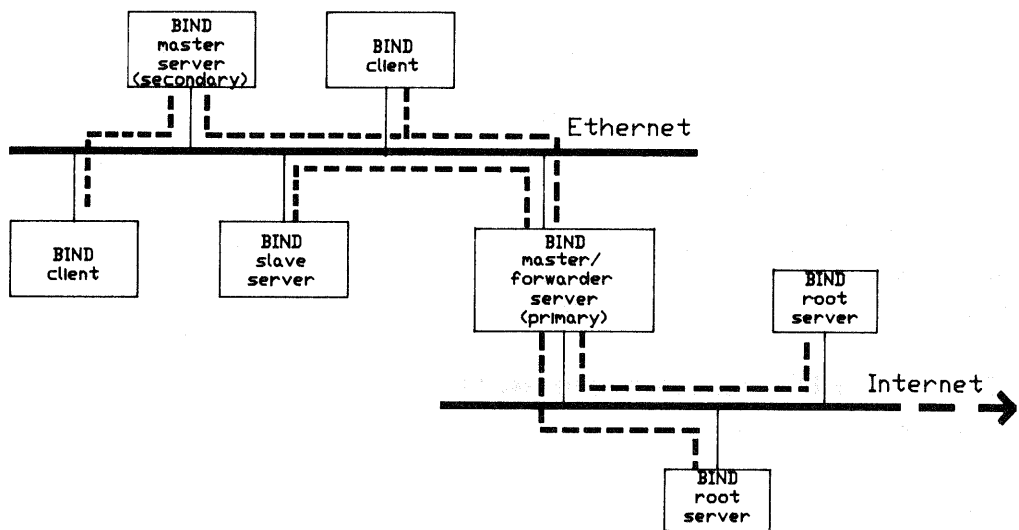 BIND
master
server
(secondary)
BIND
client
Ethernet
BIND
client
BIND
slave
server
BIND
master/
forwarder
server
(primary)
BIND
root
server
Internet
BIND
root
server